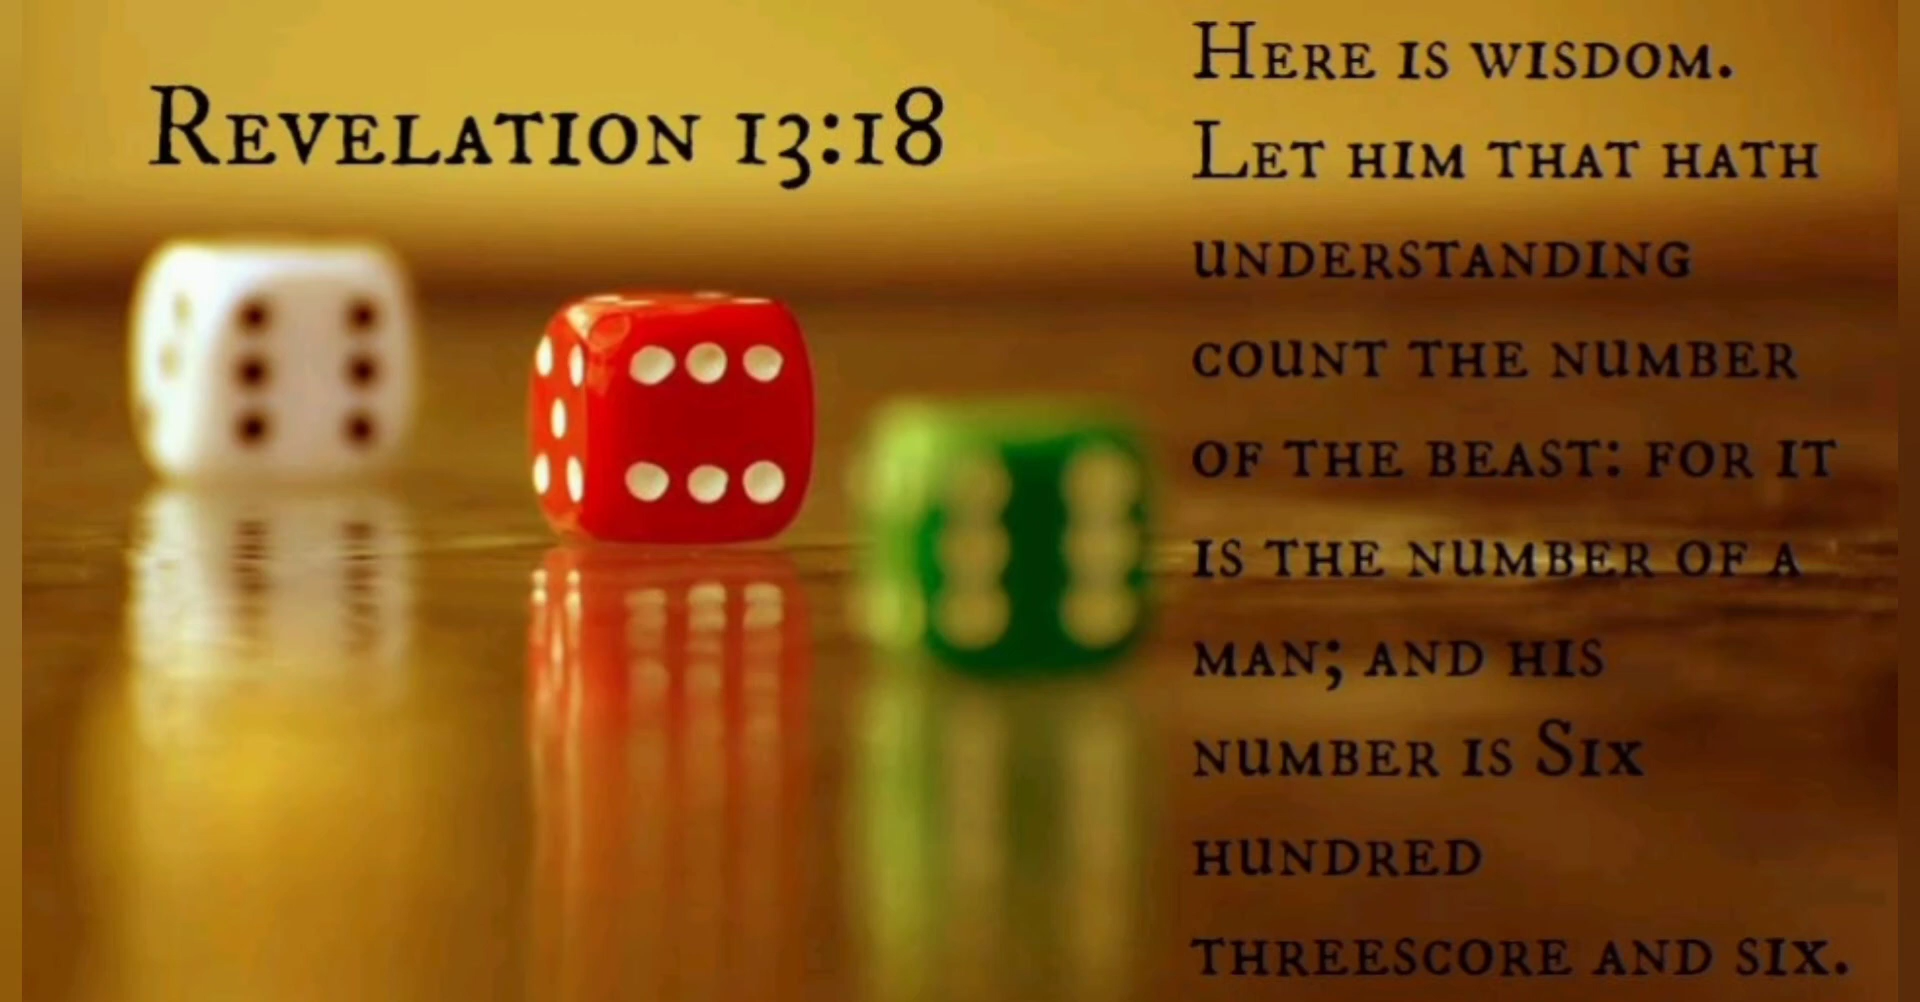 Revelation 13:18
Here is wisdom.
Let him that hath
understanding
count the number
of the beast: for it
is the number of a
man; and his
number is Six
hundred
threescore and six.